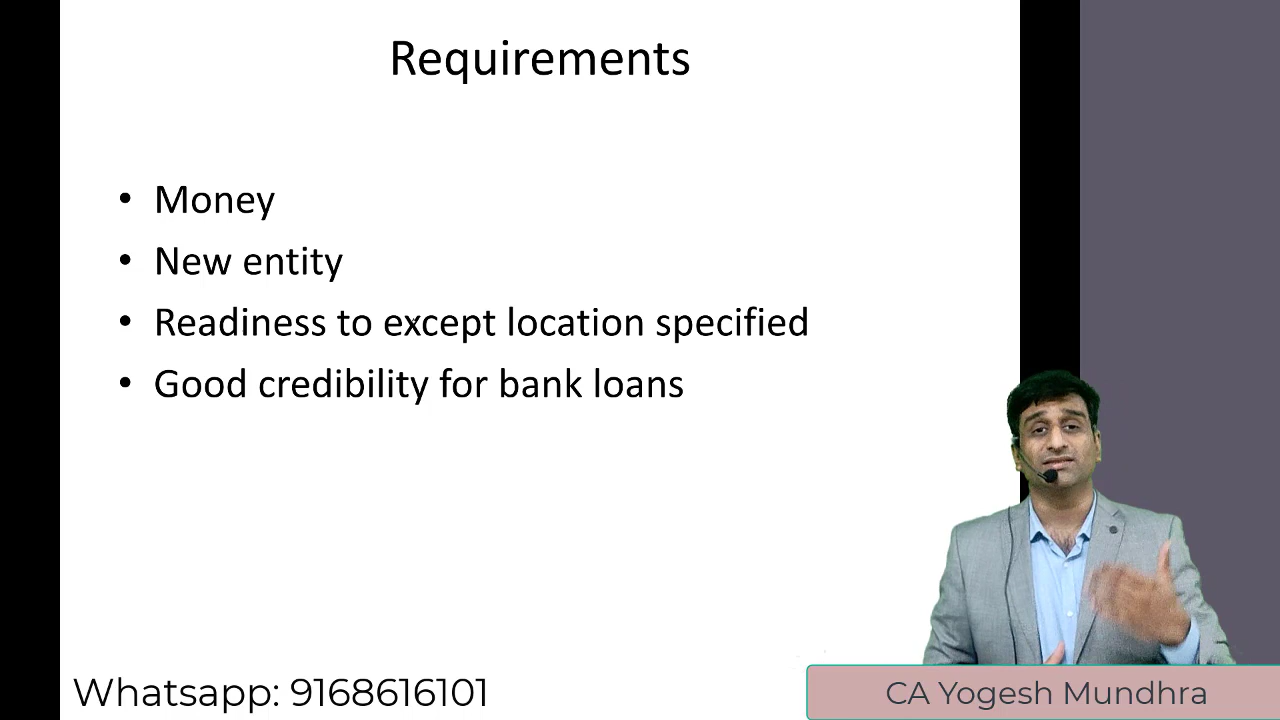 Requirements
• Money
• New entity
• Readiness to except location specified
• Good credibility for bank loans
Whatsapp: 9168616101
CA Yogesh Mundhra